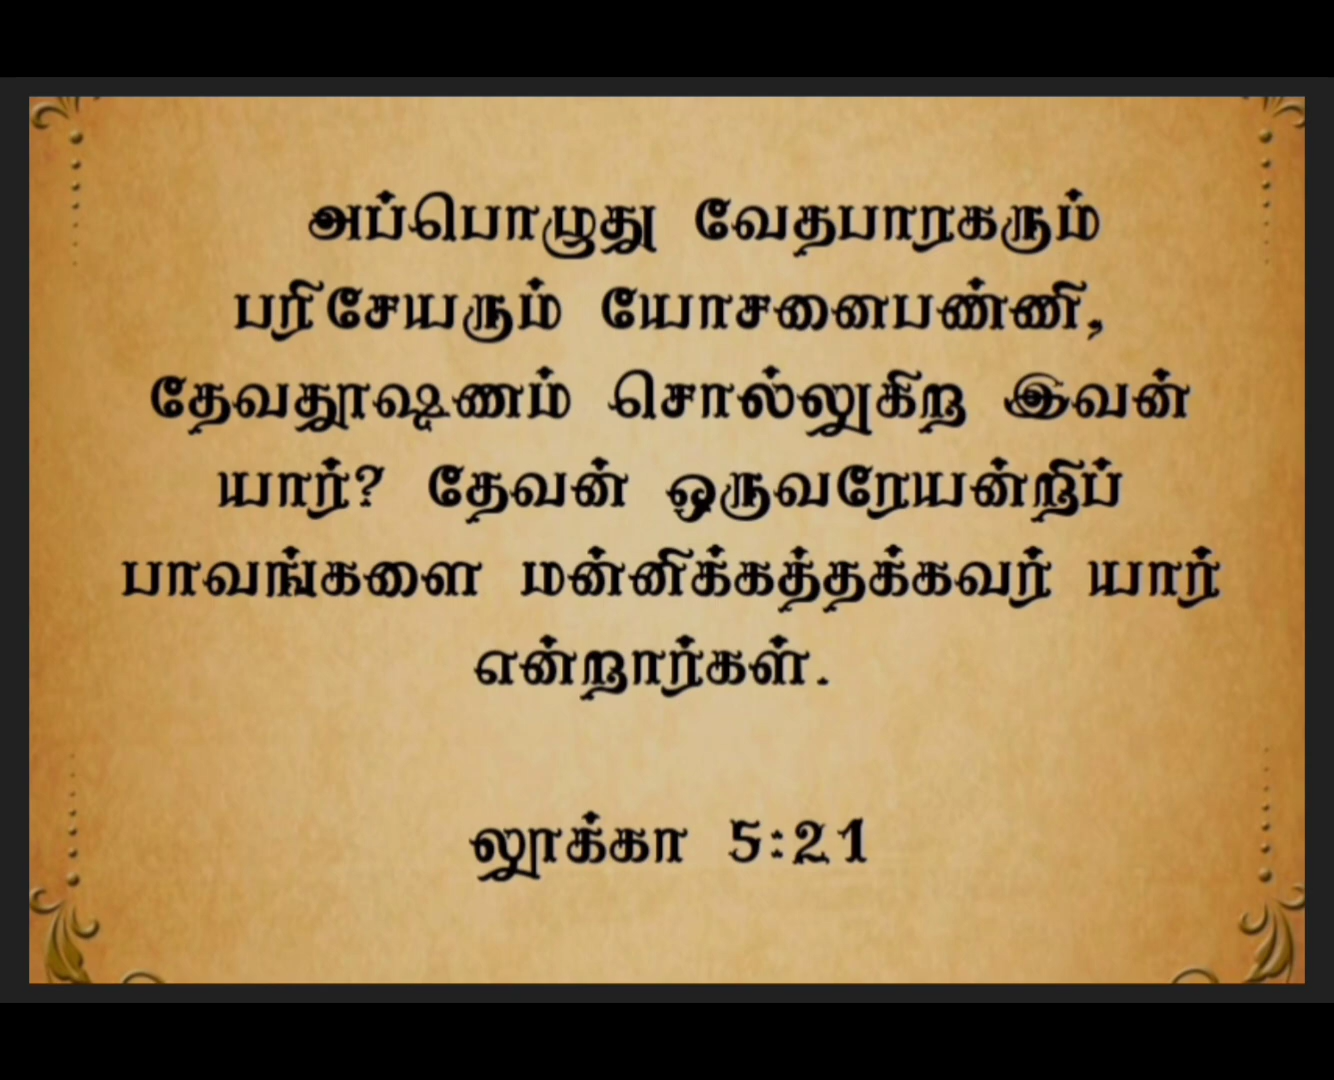 அப்பொழுது வேதபாரகரும்
பரிசேயரும் யோசனைபண்ணி,
தேவதூஷணம் சொல்லுகிற இவன்
யார்? தேவன் ஒருவரேயன்றிப்
பாவங்களை மன்னிக்கத்தக்கவர் யார்
என்றார்கள்.
லூக்கா 5:21